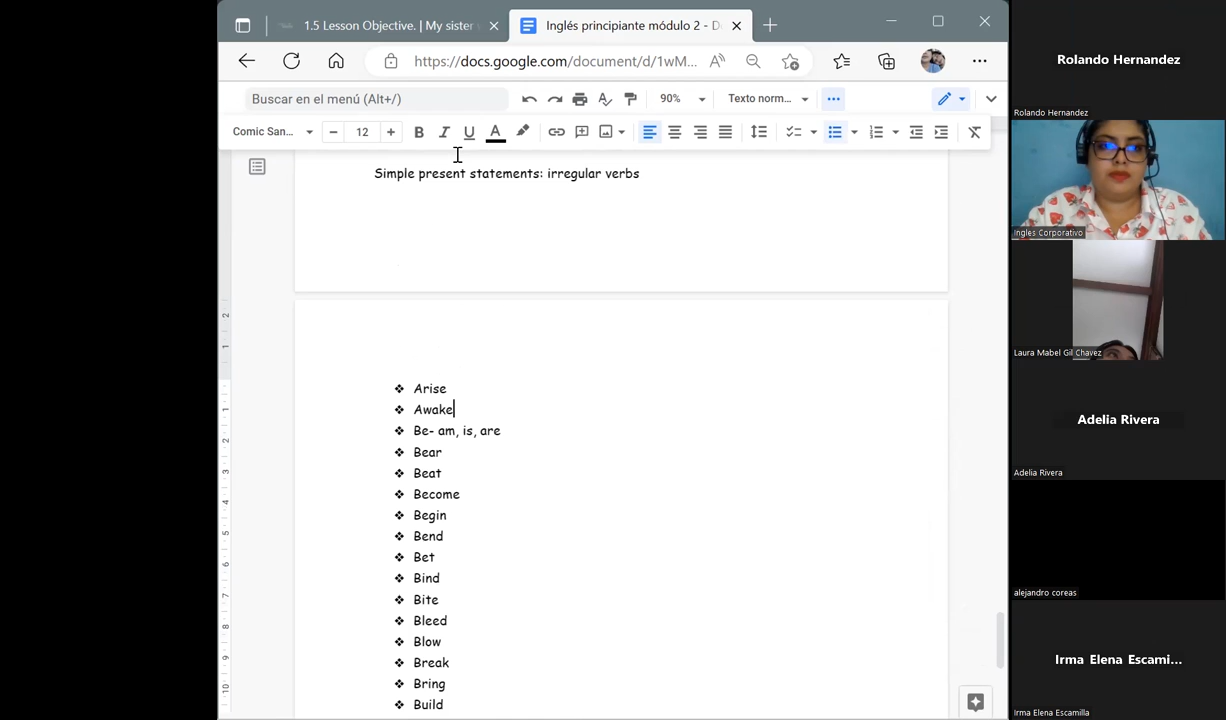 1.5 Lesson Objective. | My sister
Inglés principiante módulo 2 - D
https://docs.google.com/document/d/1wM...
Buscar en el menú (Alt+/)
90%
Texto norm...
Comic San...
12
Simple present statements: irregular verbs
Arise
Awake
Be- am, is, are
Bear
Beat
Become
Begin
Bend
Bet
Bind
Bite
Bleed
Blow
Break
Bring
Build
Rolando Hernandez
Rolando Hernandez
Ingles Corporativo
Laura Mabel Gil Chavez
Adelia Rivera
Adelia Rivera
alejandro coreas
Irma Elena Escami...
Irma Elena Escamilla